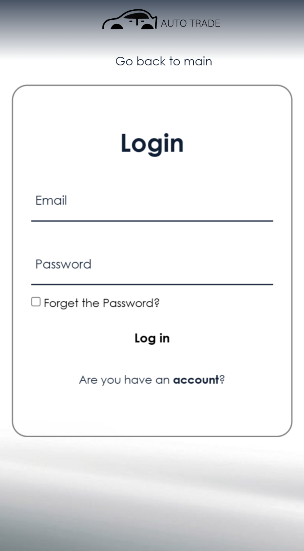 AUTO TRADE
Go back to main
Login
Email
Password
Forget the Password?
Log in
Are you have an account?